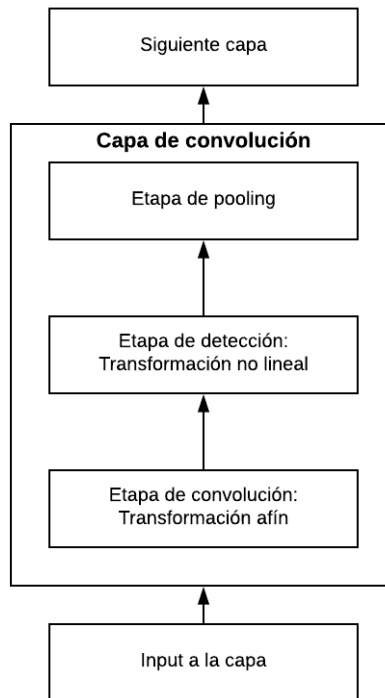 Siguiente capa
Capa de convolución
Etapa de pooling
Etapa de detección:
Transformación no lineal
Etapa de convolución:
Transformación afín
Input a la capa